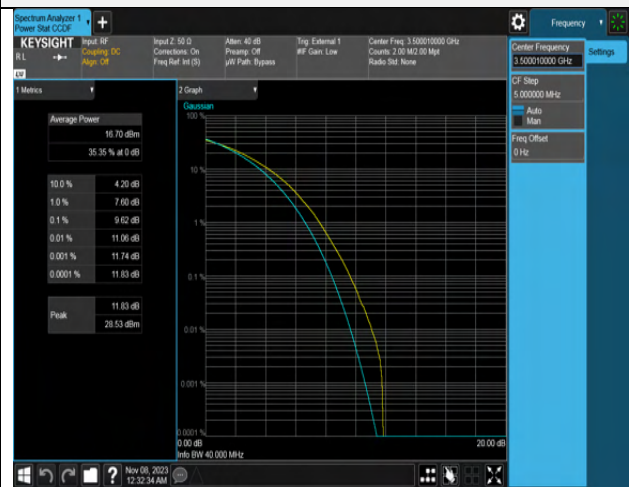 Spectrum Analyzer 1
Power Stat CCDF
Frequency
KEYSIGHT
R L
Input: RF
Coupling: DC
Align: Off
Input Z: 50 Ω
Corrections: On
Freq Ref: Int (S)
Atten: 40 dB
Preamp: Off
µW Path: Bypass
Trig: External 1
#IF Gain: Low
Center Freq: 3.500010000 GHz
Counts: 2.00 M/2.00 Mpt
Radio Std: None
Center Frequency
3.500010000 GHz
Settings
CF Step
5.000000 MHz
Auto
Man
Freq Offset
0 Hz
1 Metrics
Average Power
16.70 dBm
35.35 % at 0 dB
10.0 % 4.20 dB
1.0 % 7.60 dB
0.1 % 9.62 dB
0.01 % 11.06 dB
0.001 % 11.74 dB
0.0001 % 11.83 dB
Peak
11.83 dB
28.53 dBm
2 Graph
Gaussian
100 %
10 %
1 %
0.1 %
0.01 %
0.001 %
0.0001 %
0.00 dB
20.00 dB
Info BW 40.000 MHz
?
Nov 08, 2023
12:32:34 AM